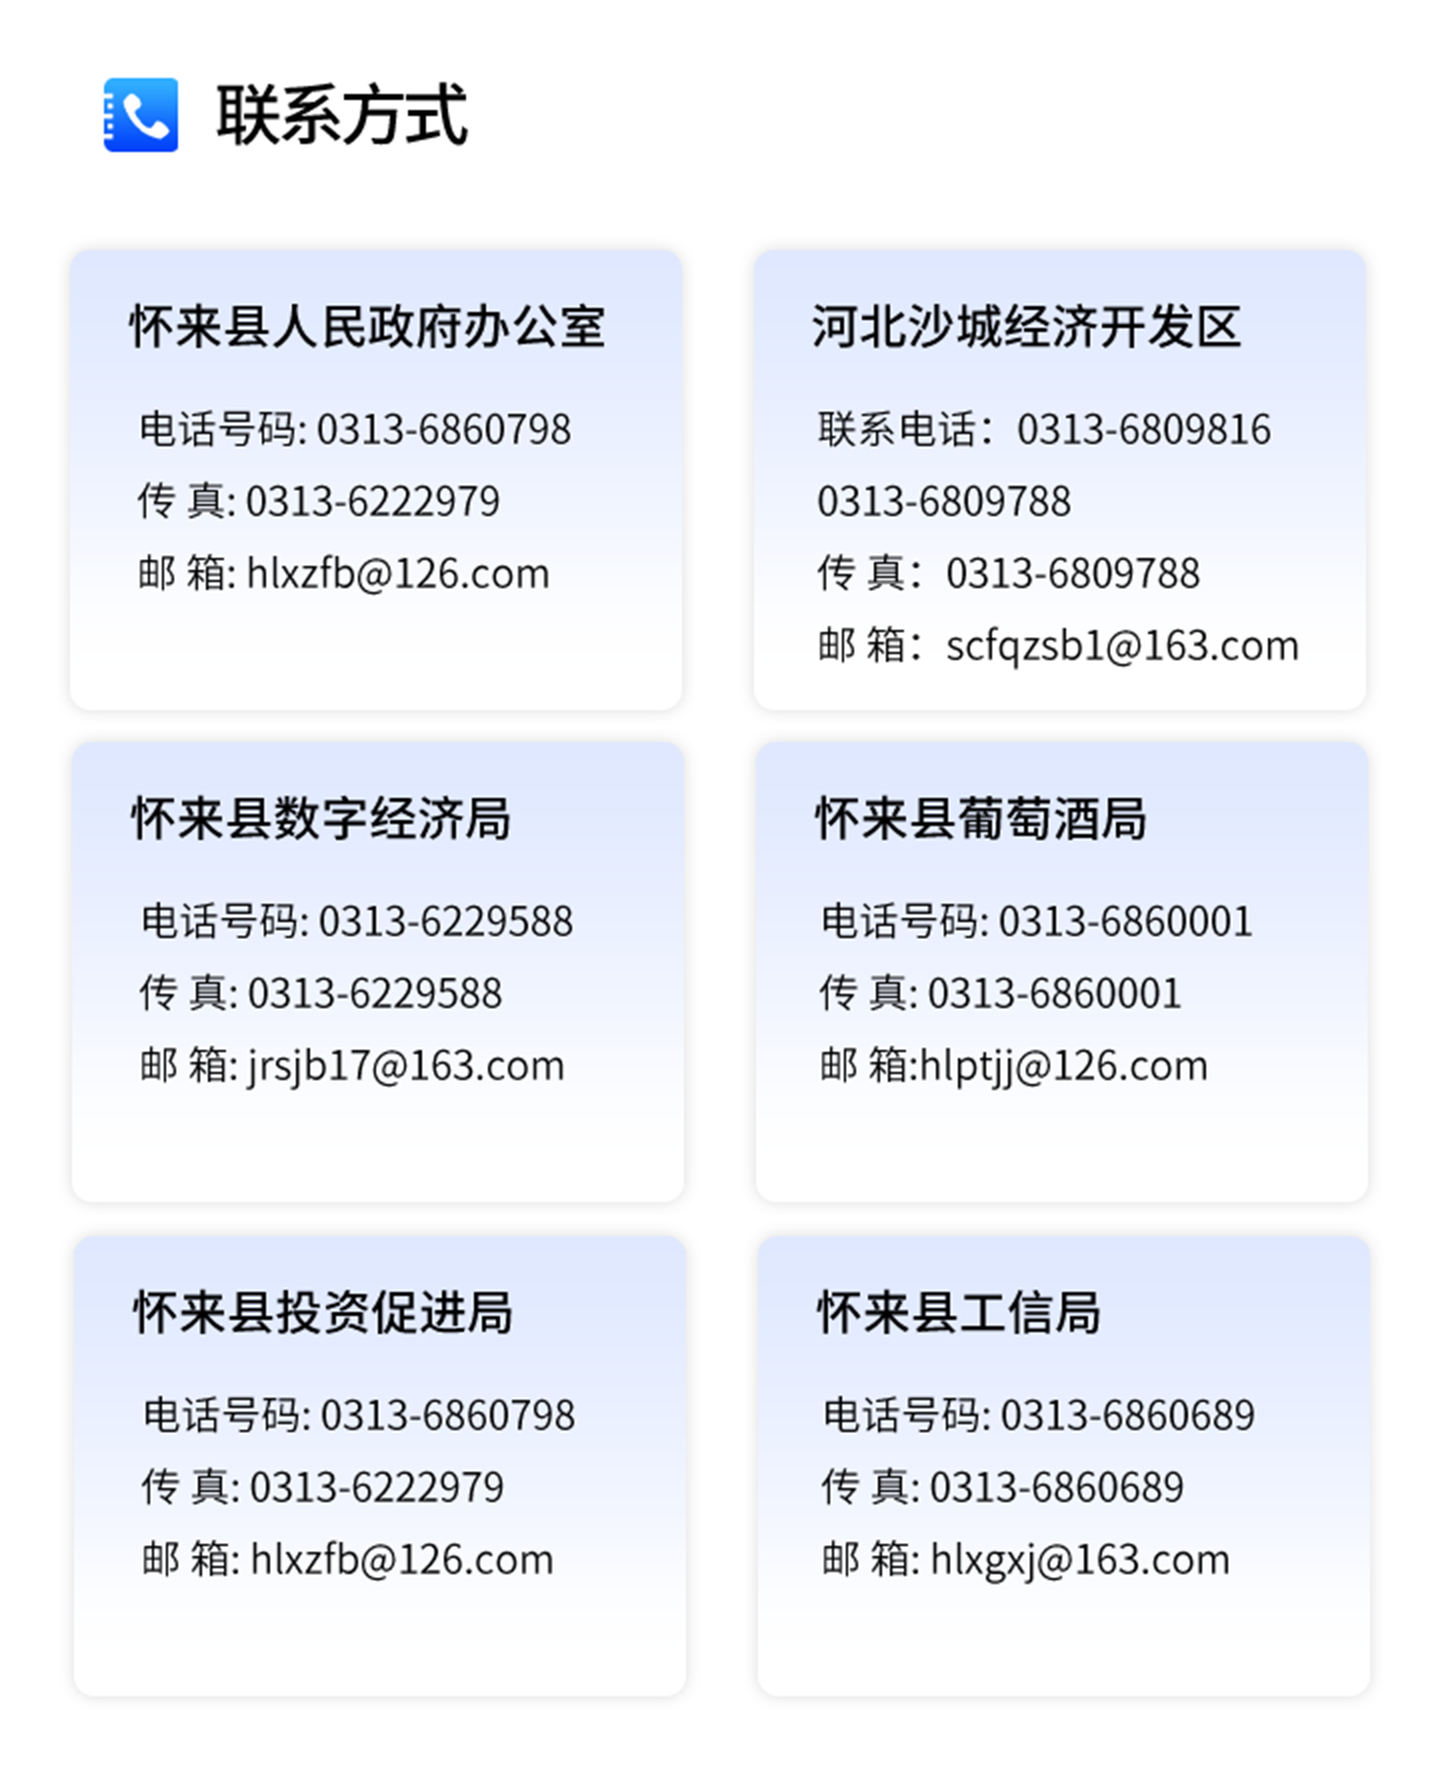 联系方式
怀来县人民政府办公室
电话号码: 0313-6860798
传 真: 0313-6222979
邮 箱: hlxzfb@126.com
河北沙城经济开发区
联系电话：0313-6809816
0313-6809788
传 真：0313-6809788
邮 箱：scfqzsb1@163.com
怀来县数字经济局
电话号码: 0313-6229588
传 真: 0313-6229588
邮 箱: jrsjb17@163.com
怀来县葡萄酒局
电话号码: 0313-6860001
传 真: 0313-6860001
邮 箱:hlptjj@126.com
怀来县投资促进局
电话号码: 0313-6860798
传 真: 0313-6222979
邮 箱: hlxzfb@126.com
怀来县工信局
电话号码: 0313-6860689
传 真: 0313-6860689
邮 箱: hlxgxj@163.com